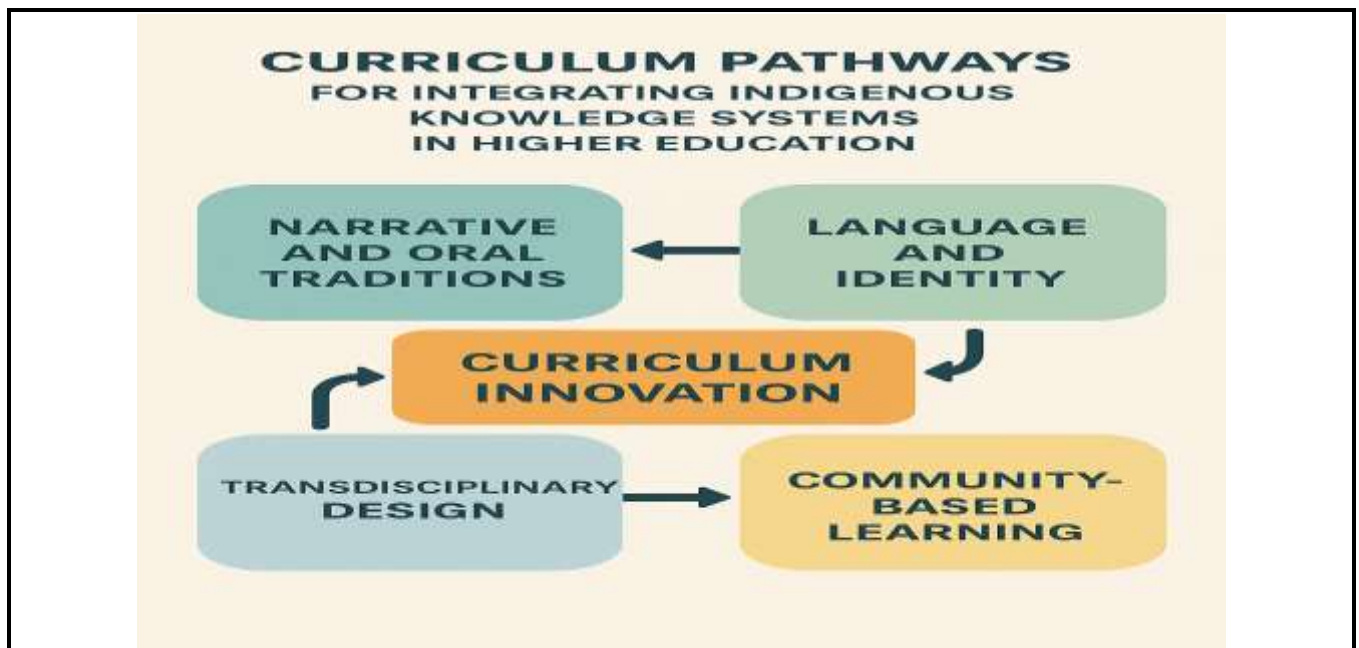 CURRICULUM PATHWAYS
FOR INTEGRATING INDIGENOUS
KNOWLEDGE SYSTEMS
IN HIGHER EDUCATION
NARRATIVE
AND ORAL
TRADITIONS
LANGUAGE
AND
IDENTITY
CURRICULUM
INNOVATION
TRANSDISCIPLINARY
DESIGN
COMMUNITY-
BASED
LEARNING